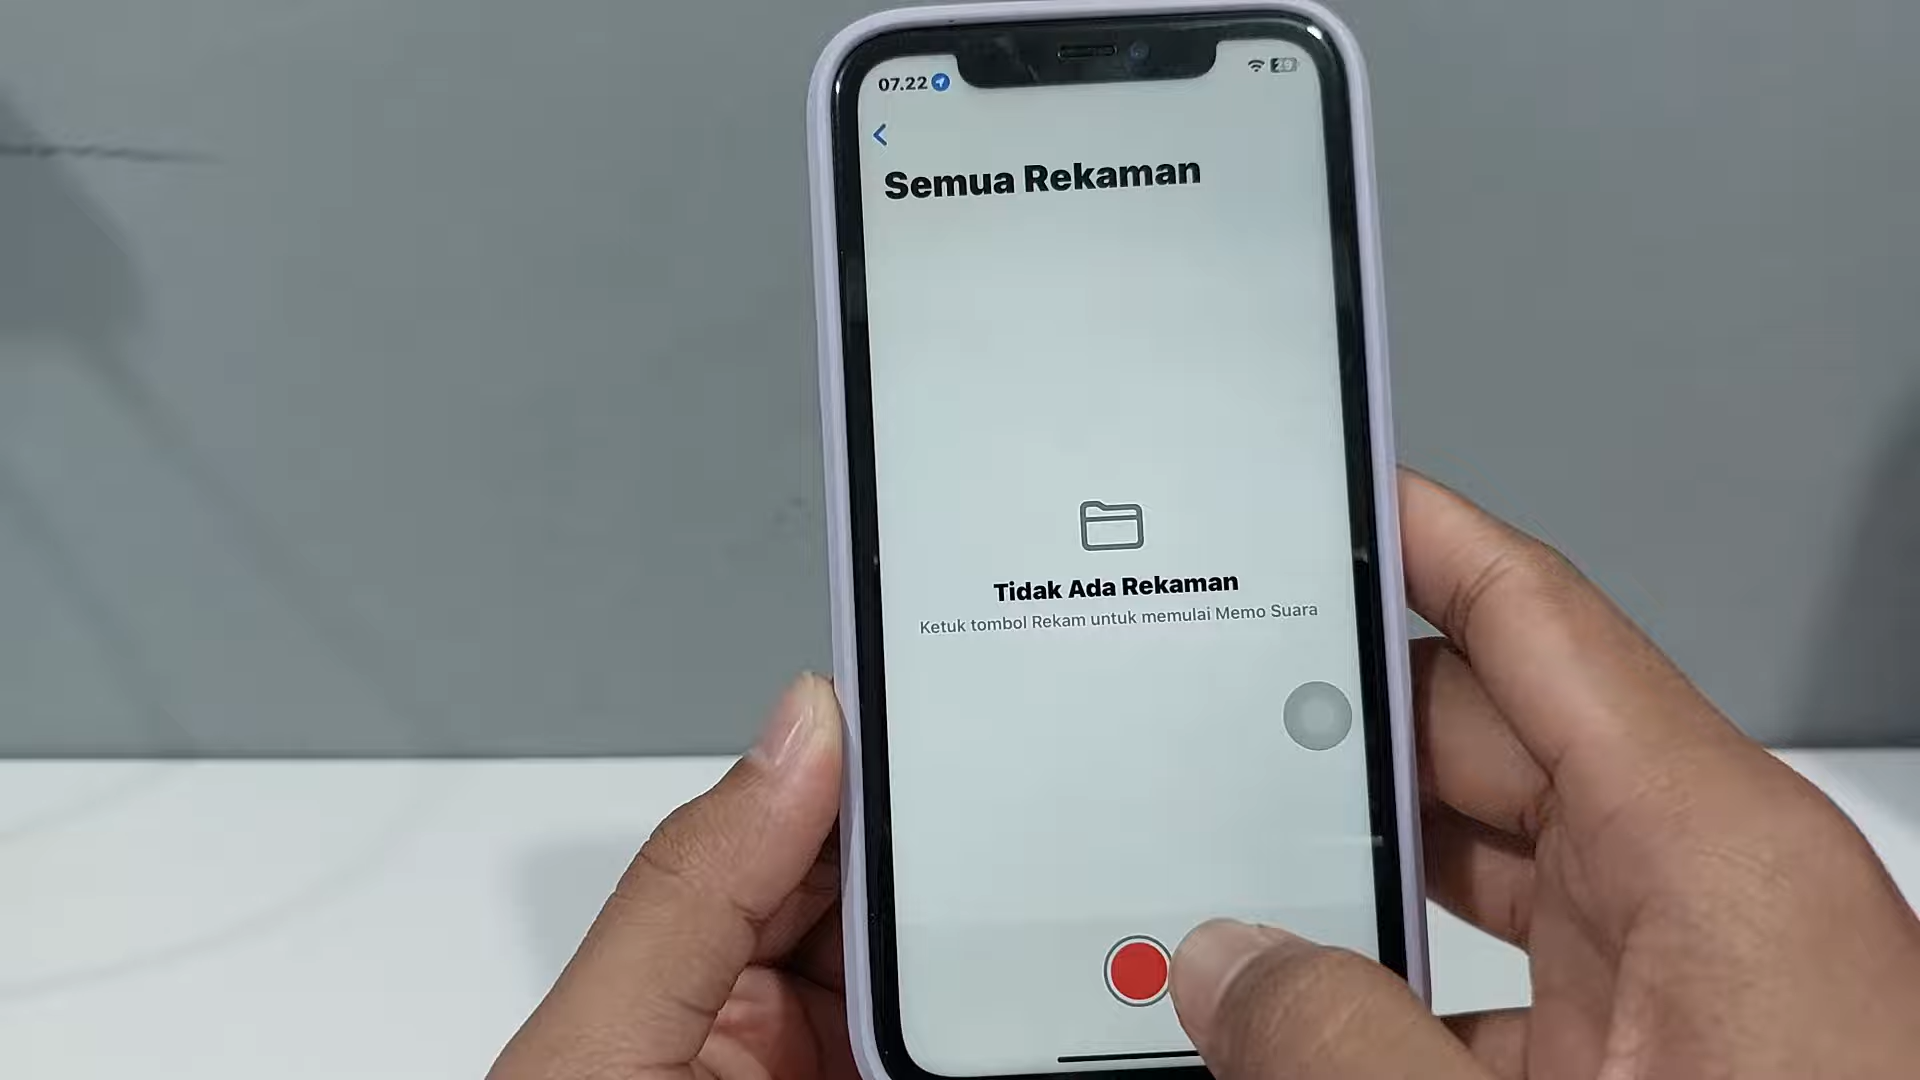 07.22
Semua Rekaman
Tidak Ada Rekaman
Ketuk tombol Rekam untuk memulai Memo Suara